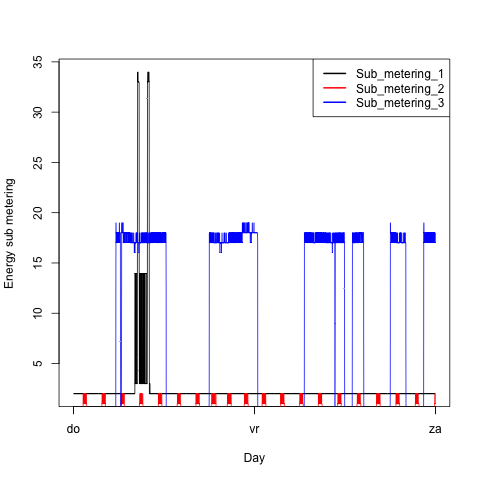 Sub_metering_1
Sub_metering_2
Sub_metering_3
Energy sub metering
35
30
25
20
15
10
5
do vr za
Day